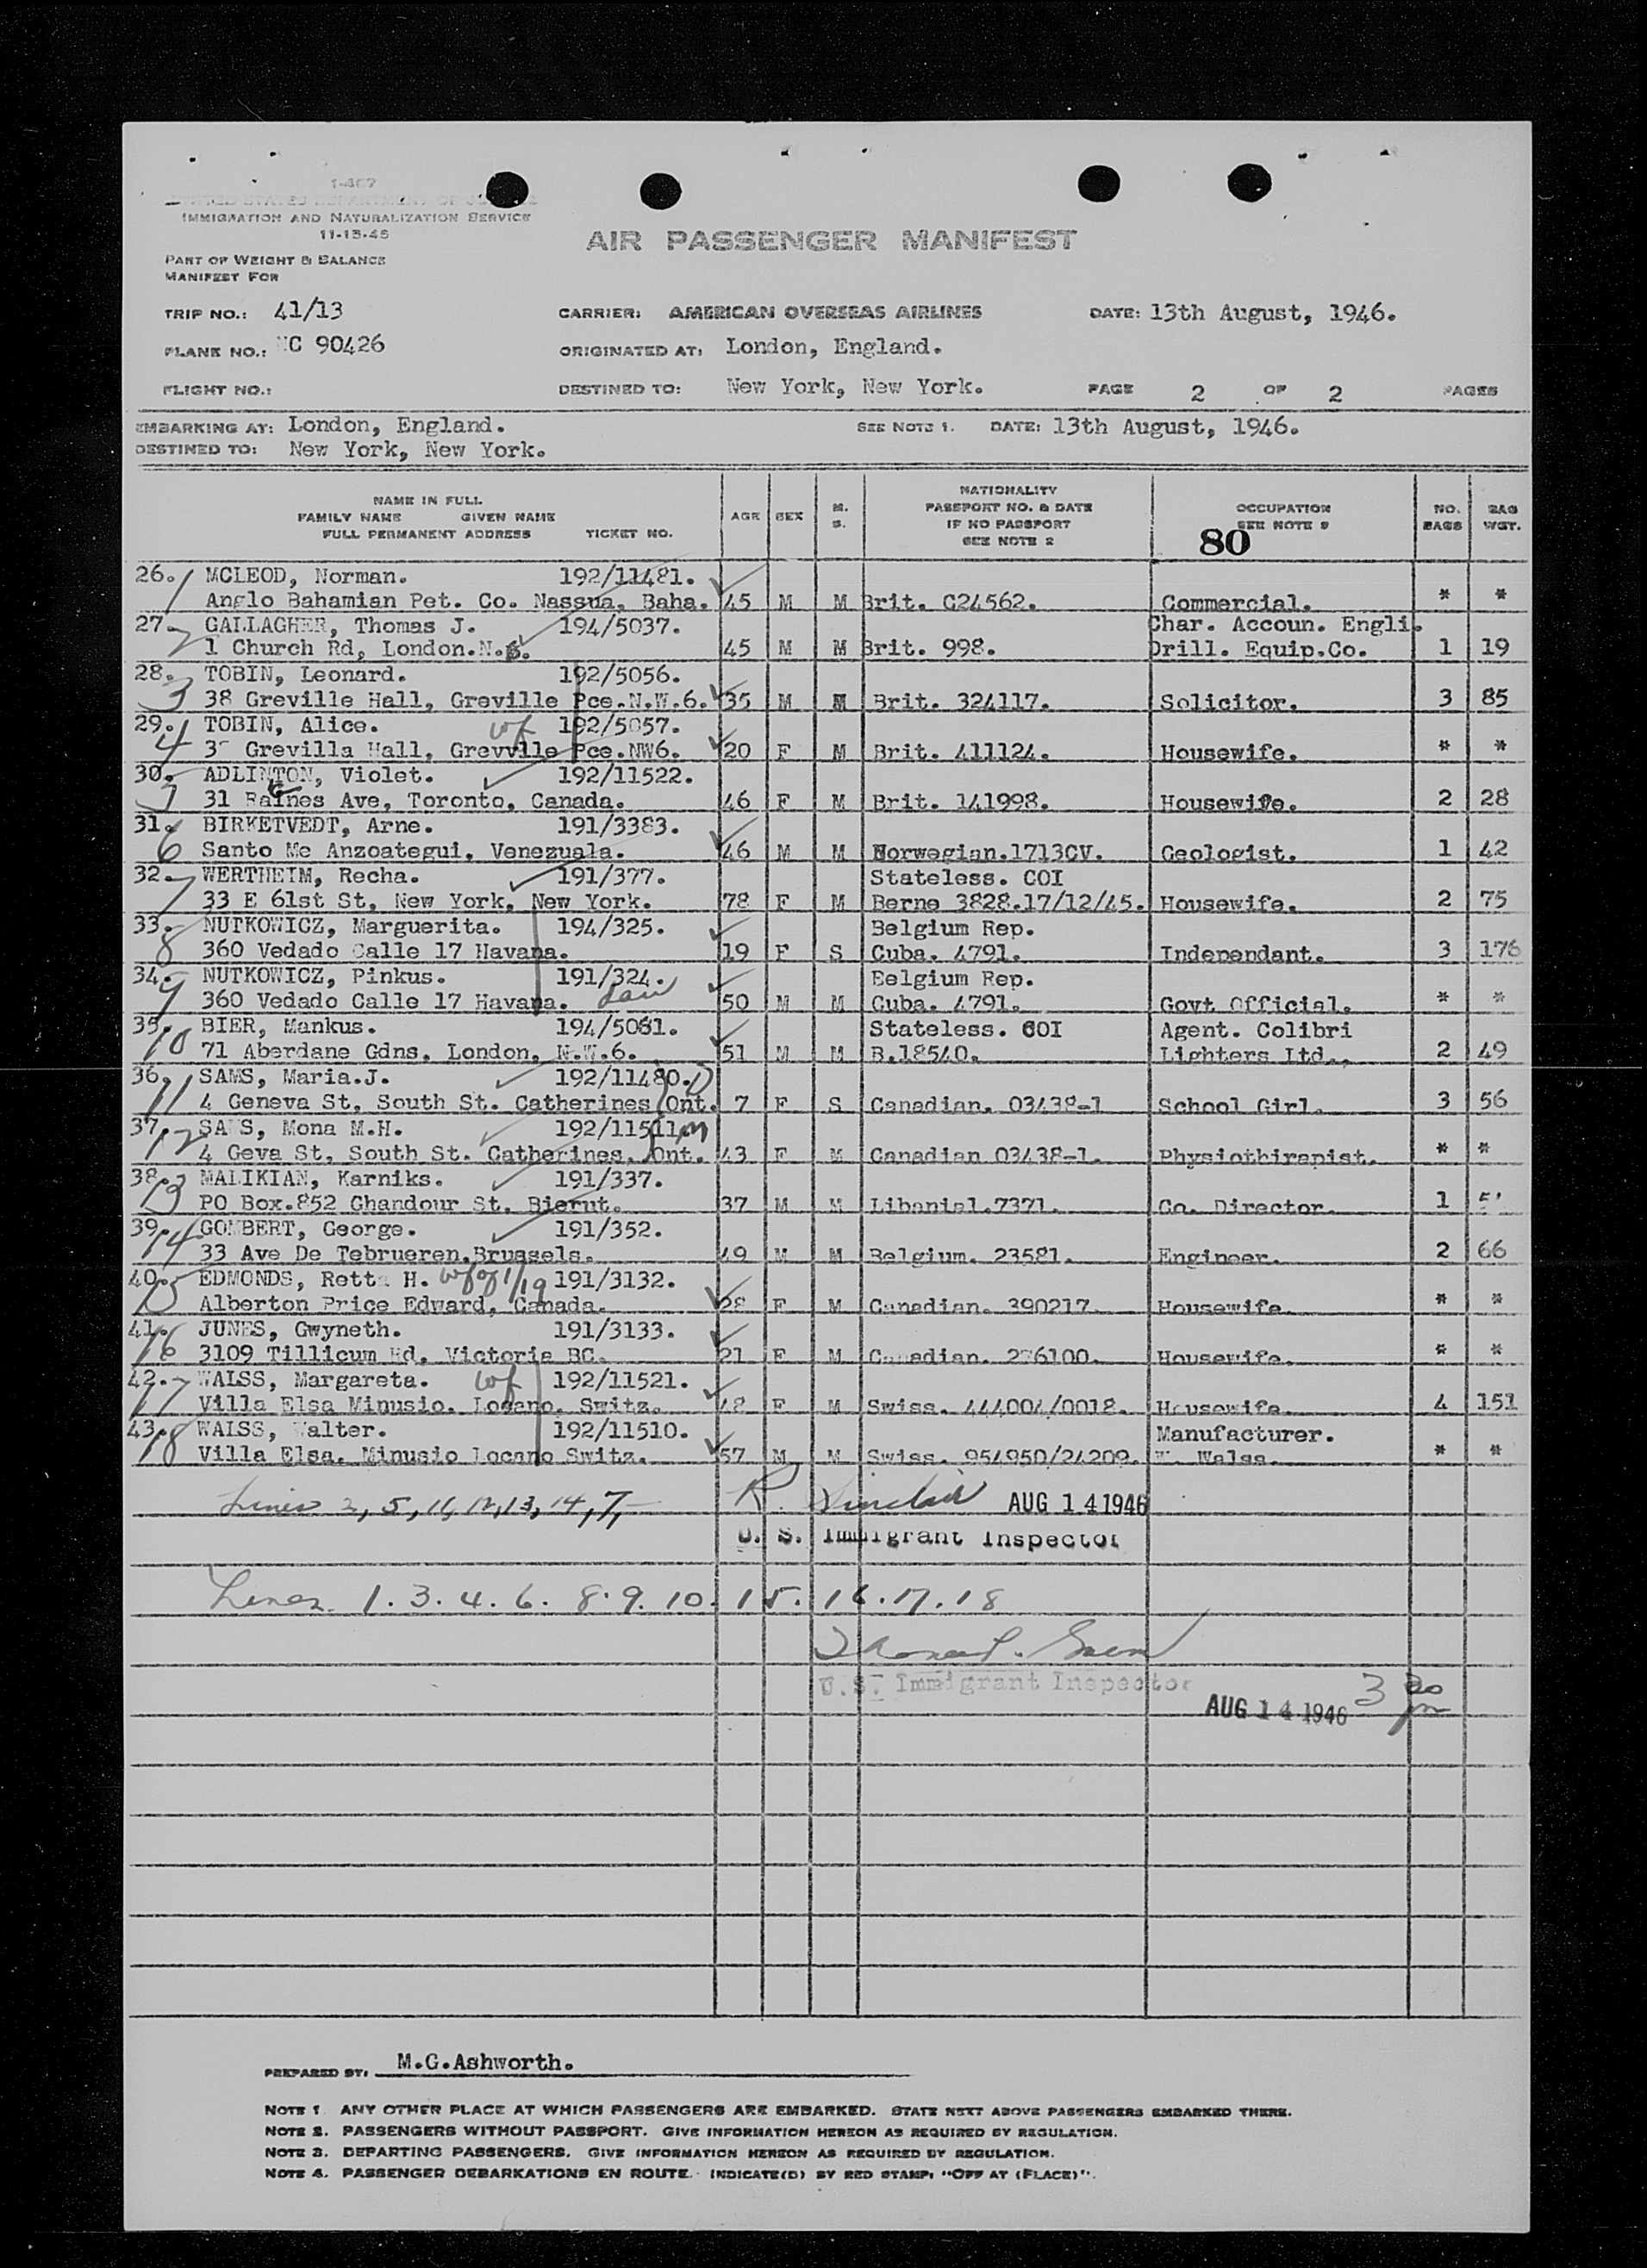 1-467
IMMIGRATION AND NATURALIZATION SERVICE
11-15-45
AIR PASSENGER MANIFEST
PART OF WEIGHT & BALANCE
MANIFEST FOR
TRIP NO.: 41/13 CARRIER: AMERICAN OVERSEAS AIRLINES DATE: 13th August, 1946.
PLANE NO.: NC 90426 ORIGINATED AT: London, England.
FLIGHT NO.: DESTINED TO: New York, New York. PAGE 2 OF 2 PAGES
EMBARKING AT: London, England. SEE NOTE 1. DATE: 13th August, 1946.
DESTINED TO: New York, New York.
NAME IN FULL
FAMILY NAME GIVEN NAME
FULL PERMANENT ADDRESS TICKET NO.
AGE SEX M. S.
NATIONALITY
PASSPORT NO. & DATE
IF NO PASSPORT
SEE NOTE 2
OCCUPATION
SEE NOTE 3
80
NO. BAGS
BAG WGT.
26. MCLEOD, Norman. 192/11481.
1 Anglo Bahamian Pet. Co. Nassua, Baha. 45 M M Brit. C24562. Commercial. * *
27. GALLAGHER, Thomas J. 194/5037. Char. Accoun. Engli.
2 1 Church Rd, London.N.6. 45 M M Brit. 998. Drill. Equip.Co. 1 19
28. TOBIN, Leonard. 192/5056.
3 38 Greville Hall, Greville Pce.N.W.6. 35 M M Brit. 324117. Solicitor. 3 85
29. TOBIN, Alice. wf 192/5057.
4 3 Grevilla Hall, Grevville Pce.NW6. 20 F M Brit. 411124. Housewife. * *
30. ADLINTON, Violet. 192/11522.
5 31 Raines Ave, Toronto, Canada. 46 F M Brit. 141998. Housewife. 2 28
31. BIRKETVEDT, Arne. 191/3383.
6 Santo Me Anzoategui, Venezuala. 46 M M Norwegian.1713CV. Geologist. 1 42
32. WERTHEIM, Recha. 191/377. Stateless. COI
7 33 E 61st St, New York, New York. 78 F M Berne 3828.17/12/45. Housewife. 2 75
33. NUTKOWICZ, Marguerita. 194/325. Belgium Rep.
8 360 Vedado Calle 17 Havana. 19 F S Cuba. 4791. Independant. 3 176
34. NUTKOWICZ, Pinkus. 191/324. Belgium Rep.
9 360 Vedado Calle 17 Havana. 50 M M Cuba. 4791. Govt Official. * *
35. BIER, Mankus. 194/5061. Stateless. COI Agent. Colibri
10 71 Aberdane Gdns. London, N.W.6. 51 M M B.18540. Lighters Ltd., 2 49
36. SAMS, Maria.J. 192/11480.
11 4 Geneva St, South St. Catherines Ont. 7 F S Canadian. 03438-1 School Girl. 3 56
37. SAMS, Mona M.H. 192/11511
12 4 Geva St, South St. Catherines. Ont. 43 F M Canadian 03438-1. Physiothirapist. * *
38. MALIKIAN, Karniks. 191/337.
13 PO Box.852 Ghandour St. Bierut. 37 M M Libanial.7371. Co. Director. 1
39. GOMBERT, George. 191/352.
14 33 Ave De Tebrueren.Brussels. 49 M M Belgium. 23581. Engineer. 2 66
40. EDMONDS, Retta H. wf of 1/19 191/3132.
15 Alberton Price Edward, Canada. 28 F M Canadian. 390217. Housewife. * *
41. JUNES, Gwyneth. 191/3133.
16 3109 Tillicum Rd. Victoria BC. 21 F M Canadian. 276100. Housewife. * *
42. WALSS, Margareta. wf 192/11521.
17 Villa Elsa Minusio. Locano. Switz. 48 F M Swiss. 444004/0018. Housewife. 4 151
43. WALSS, Walter. 192/11510. Manufacturer.
18 Villa Elsa. Minusio Locano Switz. 57 M M Swiss. 954950/24209. W. Walss. * *
Lines 2, 5, 11, 12, 13, 14, 7, R. Sinclair AUG 14 1946
U. S. Immigrant Inspector
Lines 1. 3. 4. 6. 8. 9. 10. 15. 16. 17. 18
U.S. Immigrant Inspector
AUG 14 1946 3 20 pm
PREPARED BY: M.G.Ashworth.
NOTE 1. ANY OTHER PLACE AT WHICH PASSENGERS ARE EMBARKED. STATE NEXT ABOVE PASSENGERS EMBARKED THERE.
NOTE 2. PASSENGERS WITHOUT PASSPORT. GIVE INFORMATION HEREON AS REQUIRED BY REGULATION.
NOTE 3. DEPARTING PASSENGERS. GIVE INFORMATION HEREON AS REQUIRED BY REGULATION.
NOTE 4. PASSENGER DEBARKATIONS EN ROUTE. INDICATE(D) BY RED STAMP: "OFF AT (PLACE)".